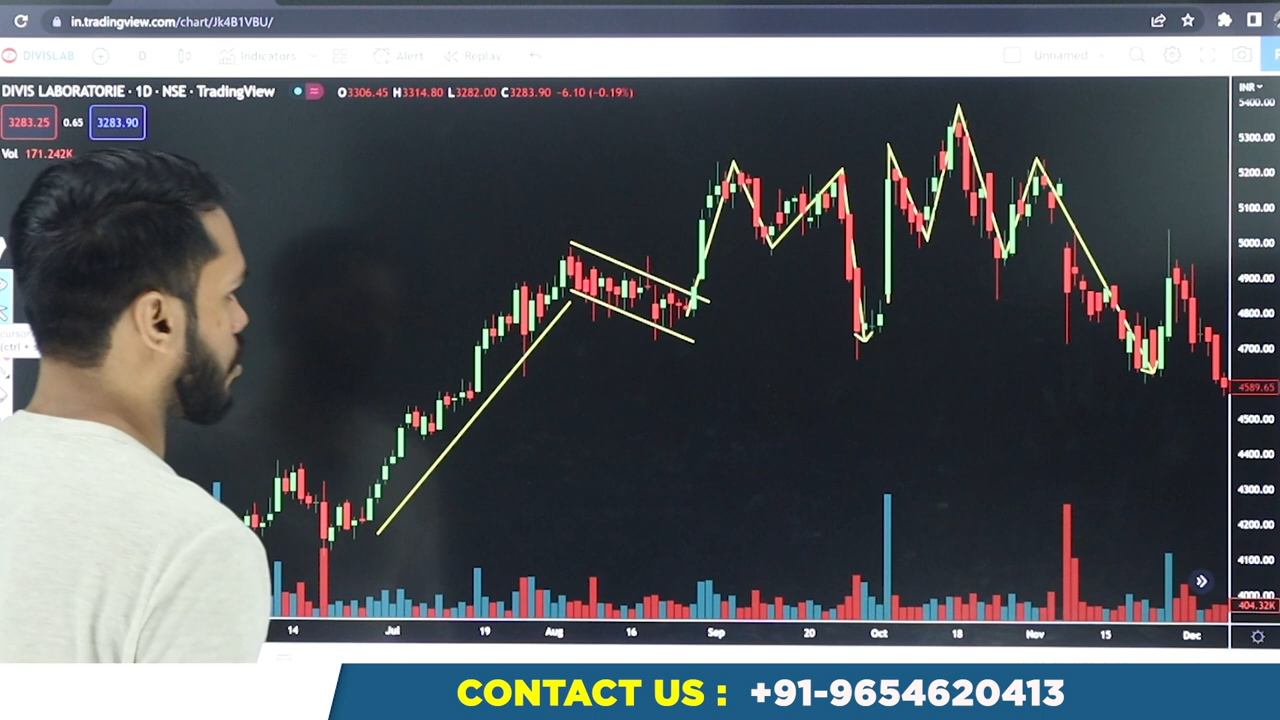 in.tradingview.com/chart/Jk4B1VBU/
DIVISLAB D Indicators Alert Replay Unnamed
DIVIS LABORATORIE · 1D · NSE · TradingView O3306.45 H3314.80 L3282.00 C3283.90 -6.10 (-0.19%) INR
3283.25 0.65 3283.90
Vol 171.242K
5400.00
5300.00
5200.00
5100.00
5000.00
4900.00
4800.00
4700.00
4589.65
4500.00
4400.00
4300.00
4200.00
4100.00
4000.00
404.32K
14 Jul 19 Aug 16 Sep 20 Oct 18 Nov 15 Dec
CONTACT US : +91-9654620413